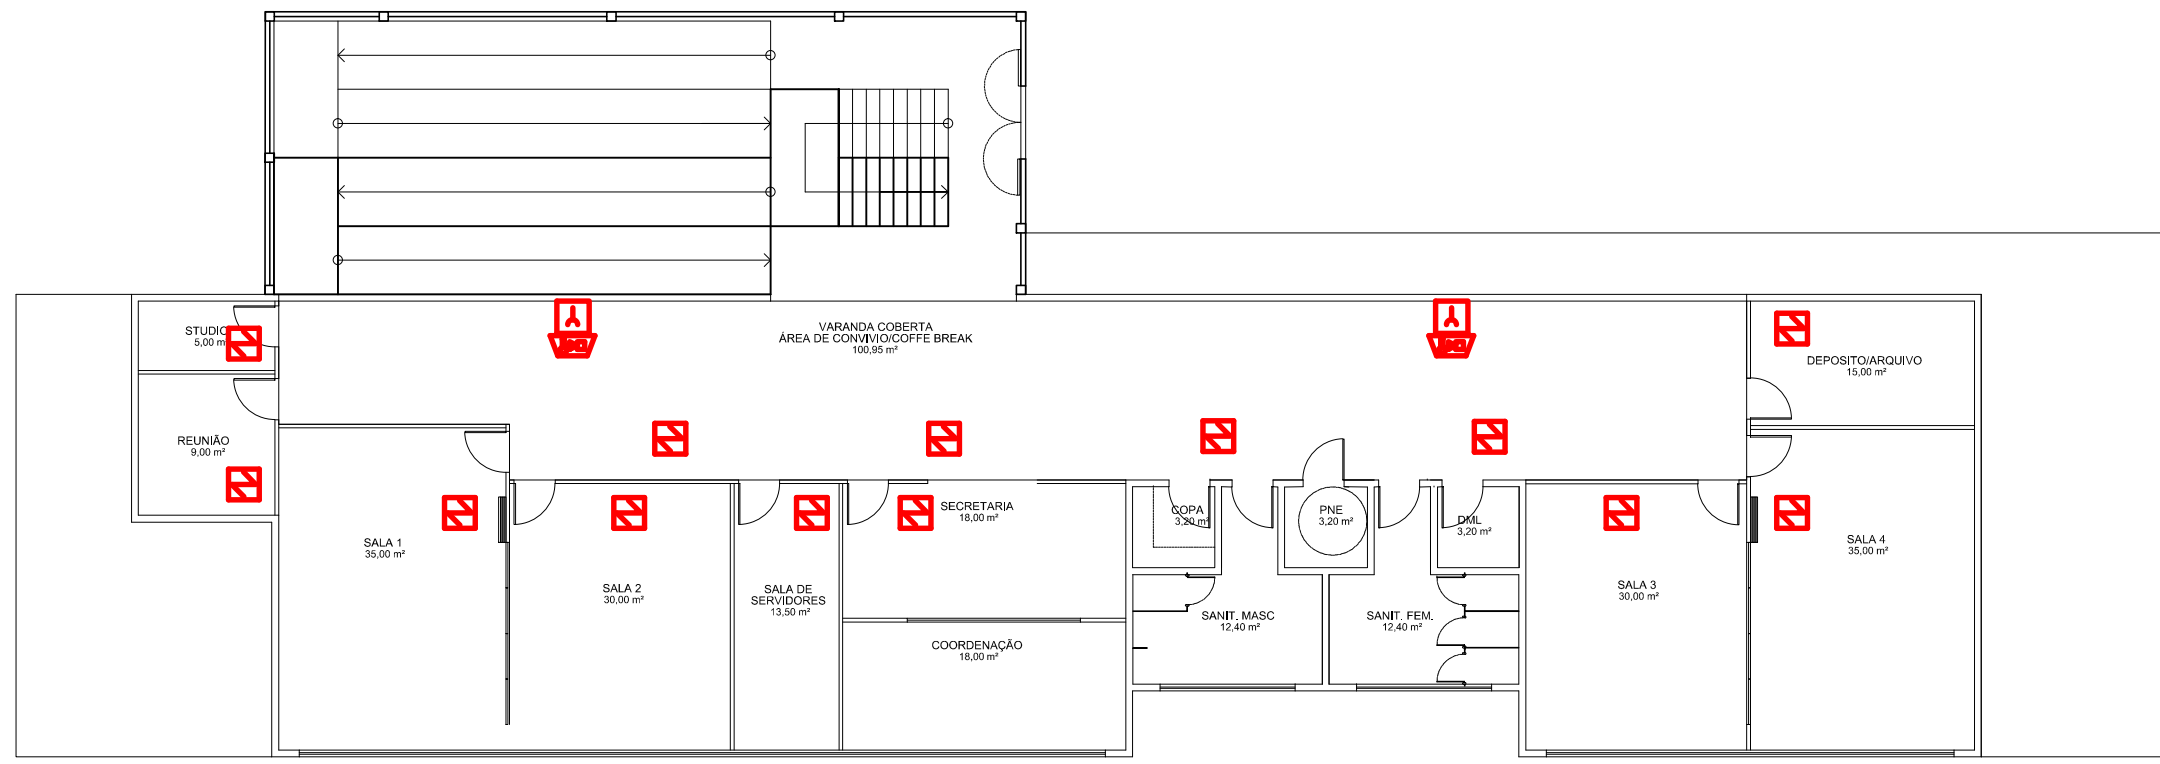 VARANDA COBERTA
ÁREA DE CONVIVIO/COFFE BREAK
100,95 m²
STUDIO
5,00 m²
DEPOSITO/ARQUIVO
15,00 m²
REUNIÃO
9,00 m²
SALA 1
35,00 m²
SALA 2
30,00 m²
SALA DE
SERVIDORES
13,50 m²
SECRETARIA
18,00 m²
COORDENAÇÃO
18,00 m²
COPA
3,20 m²
PNE
3,20 m²
DML
3,20 m²
SANIT. MASC
12,40 m²
SANIT. FEM.
12,40 m²
SALA 3
30,00 m²
SALA 4
35,00 m²